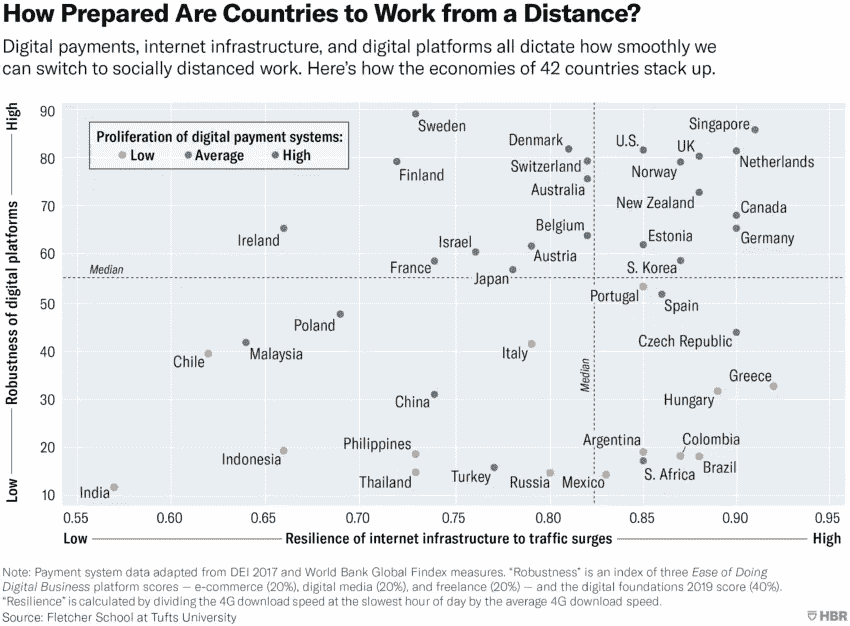 How Prepared Are Countries to Work from a Distance?
Digital payments, internet infrastructure, and digital platforms all dictate how smoothly we
can switch to socially distanced work. Here’s how the economies of 42 countries stack up.
High
Robustness of digital platforms
Low
90
80
70
60
50
40
30
20
10
Proliferation of digital payment systems:
Low
Average
High
Sweden
Singapore
Denmark
U.S.
UK
Switzerland
Norway
Netherlands
Finland
Australia
New Zealand
Canada
Ireland
Belgium
Estonia
Germany
Israel
Austria
France
Japan
S. Korea
Median
Portugal
Spain
Poland
Czech Republic
Chile
Malaysia
Italy
Median
Greece
China
Hungary
Philippines
Argentina
Colombia
Indonesia
Thailand
Turkey
Russia
Mexico
S. Africa
Brazil
India
0.55
0.60
0.65
0.70
0.75
0.80
0.85
0.90
0.95
Low
Resilience of internet infrastructure to traffic surges
High
Note: Payment system data adapted from DEI 2017 and World Bank Global Findex measures. “Robustness” is an index of three Ease of Doing
Digital Business platform scores — e-commerce (20%), digital media (20%), and freelance (20%) — and the digital foundations 2019 score (40%).
“Resilience” is calculated by dividing the 4G download speed at the slowest hour of day by the average 4G download speed.
Source: Fletcher School at Tufts University
HBR